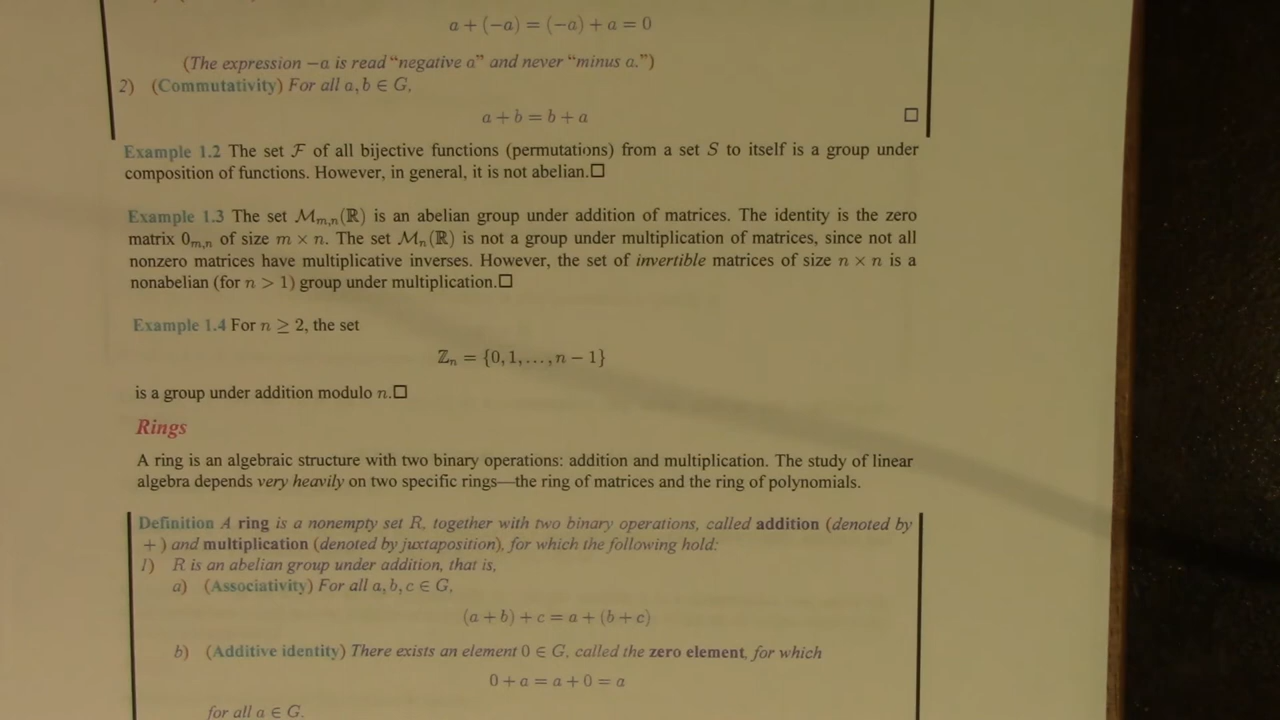 a + (−a) = (−a) + a = 0
(The expression −a is read "negative a" and never "minus a.")
2) (Commutativity) For all a, b ∈ G,
a + b = b + a □
Example 1.2 The set ℱ of all bijective functions (permutations) from a set S to itself is a group under
composition of functions. However, in general, it is not abelian.□
Example 1.3 The set ℳₘ,ₙ(ℝ) is an abelian group under addition of matrices. The identity is the zero
matrix 0ₘ,ₙ of size m × n. The set ℳₙ(ℝ) is not a group under multiplication of matrices, since not all
nonzero matrices have multiplicative inverses. However, the set of invertible matrices of size n × n is a
nonabelian (for n > 1) group under multiplication.□
Example 1.4 For n ≥ 2, the set
ℤₙ = {0, 1, …, n − 1}
is a group under addition modulo n.□
Rings
A ring is an algebraic structure with two binary operations: addition and multiplication. The study of linear
algebra depends very heavily on two specific rings—the ring of matrices and the ring of polynomials.
Definition A ring is a nonempty set R, together with two binary operations, called addition (denoted by
+ ) and multiplication (denoted by juxtaposition), for which the following hold:
1) R is an abelian group under addition, that is,
a) (Associativity) For all a, b, c ∈ G,
(a + b) + c = a + (b + c)
b) (Additive identity) There exists an element 0 ∈ G, called the zero element, for which
0 + a = a + 0 = a
for all a ∈ G.